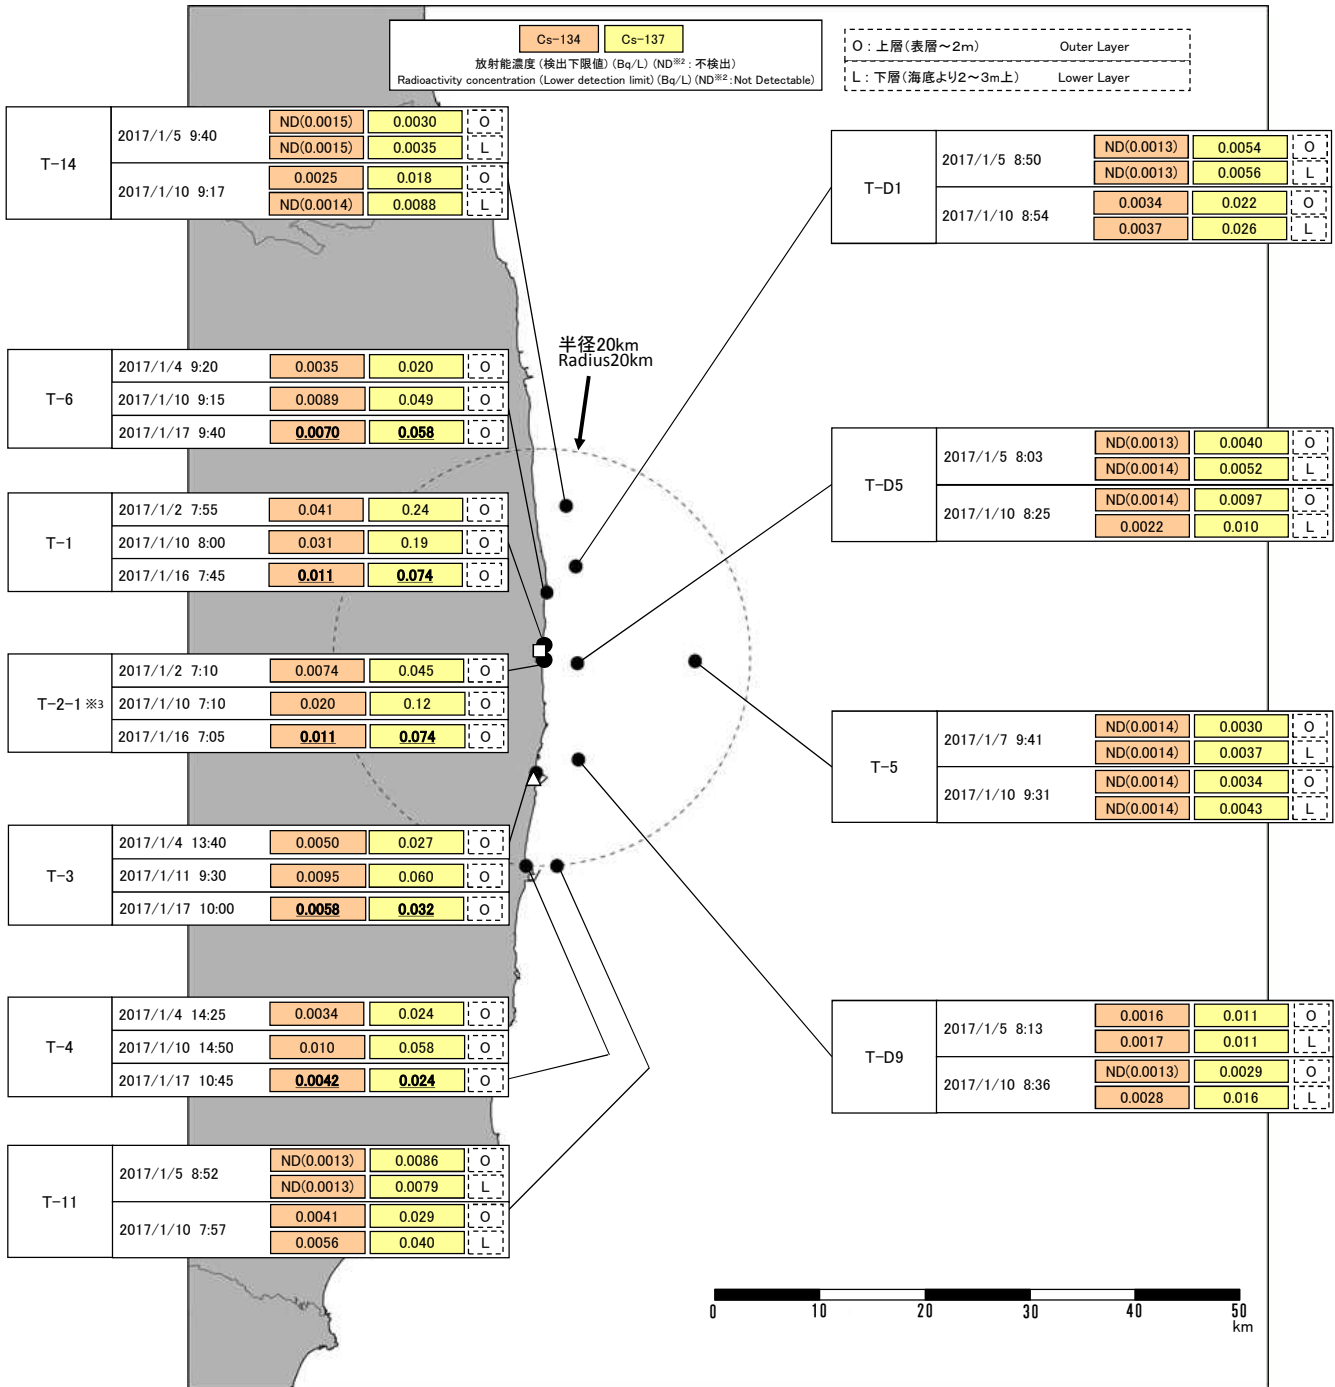 Cs-134 Cs-137
放射能濃度 (検出下限値) (Bq/L) (ND※2 : 不検出)
Radioactivity concentration (Lower detection limit) (Bq/L) (ND※2 : Not Detectable)
O : 上層(表層～2m) Outer Layer
L : 下層(海底より2～3m上) Lower Layer
T-14
2017/1/5 9:40
ND(0.0015) 0.0030 O
ND(0.0015) 0.0035 L
2017/1/10 9:17
0.0025 0.018 O
ND(0.0014) 0.0088 L
T-6
2017/1/4 9:20 0.0035 0.020 O
2017/1/10 9:15 0.0089 0.049 O
2017/1/17 9:40 0.0070 0.058 O
T-1
2017/1/2 7:55 0.041 0.24 O
2017/1/10 8:00 0.031 0.19 O
2016/1/16 7:45 0.011 0.074 O
T-2-1 ※3
2017/1/2 7:10 0.0074 0.045 O
2017/1/10 7:10 0.020 0.12 O
2016/1/16 7:05 0.011 0.074 O
T-3
2017/1/4 13:40 0.0050 0.027 O
2017/1/11 9:30 0.0095 0.060 O
2017/1/17 10:00 0.0058 0.032 O
T-4
2017/1/4 14:25 0.0034 0.024 O
2017/1/10 14:50 0.010 0.058 O
2017/1/17 10:45 0.0042 0.024 O
T-11
2017/1/5 8:52
ND(0.0013) 0.0086 O
ND(0.0013) 0.0079 L
2017/1/10 7:57
0.0041 0.029 O
0.0056 0.040 L
半径20km
Radius20km
T-D1
2017/1/5 8:50
ND(0.0013) 0.0054 O
ND(0.0013) 0.0056 L
2017/1/10 8:54
0.0034 0.022 O
0.0037 0.026 L
T-D5
2017/1/5 8:03
ND(0.0013) 0.0040 O
ND(0.0014) 0.0052 L
2017/1/10 8:25
ND(0.0014) 0.0097 O
0.0022 0.010 L
T-5
2017/1/7 9:41
ND(0.0014) 0.0030 O
ND(0.0014) 0.0037 L
2017/1/10 9:31
ND(0.0014) 0.0034 O
ND(0.0014) 0.0043 L
T-D9
2017/1/5 8:13
0.0016 0.011 O
0.0017 0.011 L
2017/1/10 8:36
ND(0.0013) 0.0029 O
0.0028 0.016 L
0 10 20 30 40 50
km